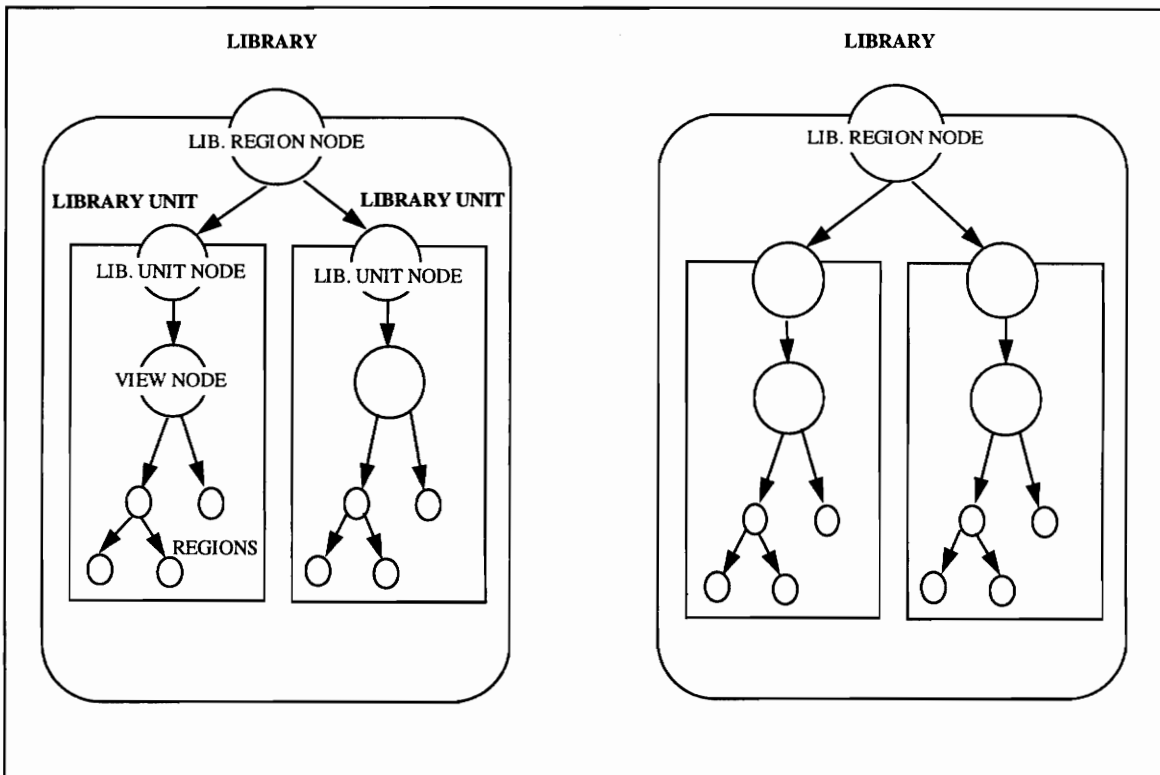 LIBRARY
LIB. REGION NODE
LIBRARY UNIT
LIBRARY UNIT
LIB. UNIT NODE
LIB. UNIT NODE
VIEW NODE
REGIONS
LIBRARY
LIB. REGION NODE